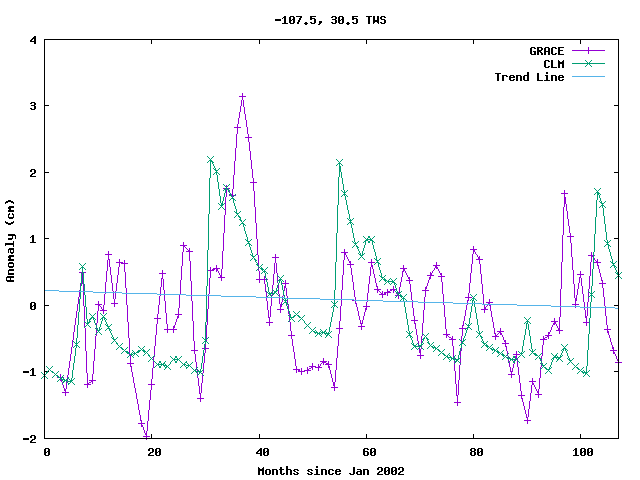 -107.5, 30.5 TWS
GRACE
CLM
Trend Line
4
3
2
1
0
-1
-2
Anomaly (cm)
0 20 40 60 80 100
Months since Jan 2002